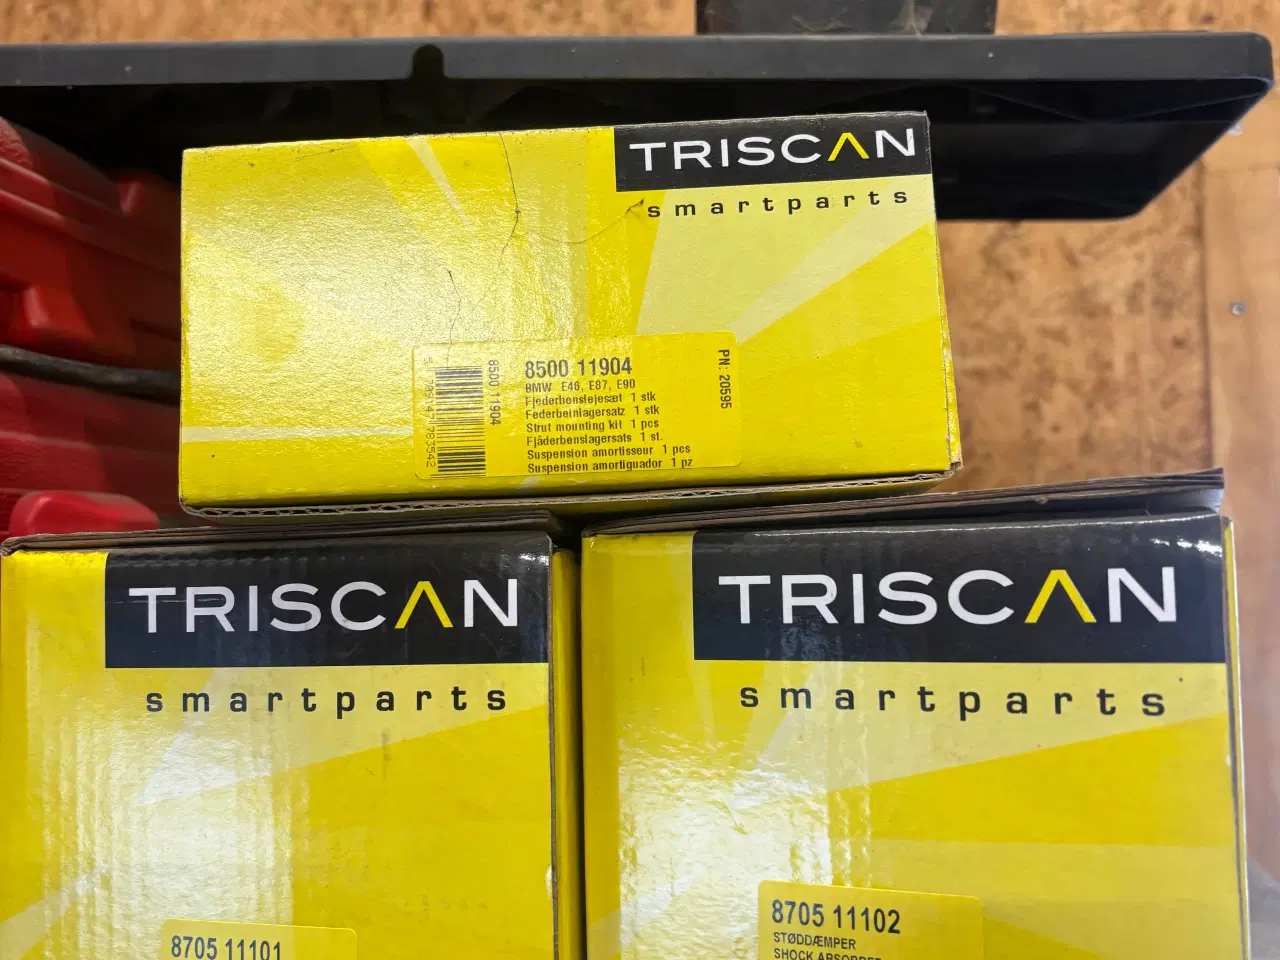 TRISCAN
smartparts
8500 11904
BMW E46, E87, E90
Fjederbenslejesæt 1 stk
Federbeinlagersatz 1 stk
Strut mounting kit 1 pcs
Fjäderbenslagersats 1 st.
Suspension amortisseur 1 pcs
Suspension amortiguador 1 pz
8500 11904
PN: 20595
TRISCAN
smartparts
8705 11101
TRISCAN
smartparts
8705 11102
STØDDÆMPER
SHOCK ABSORBER